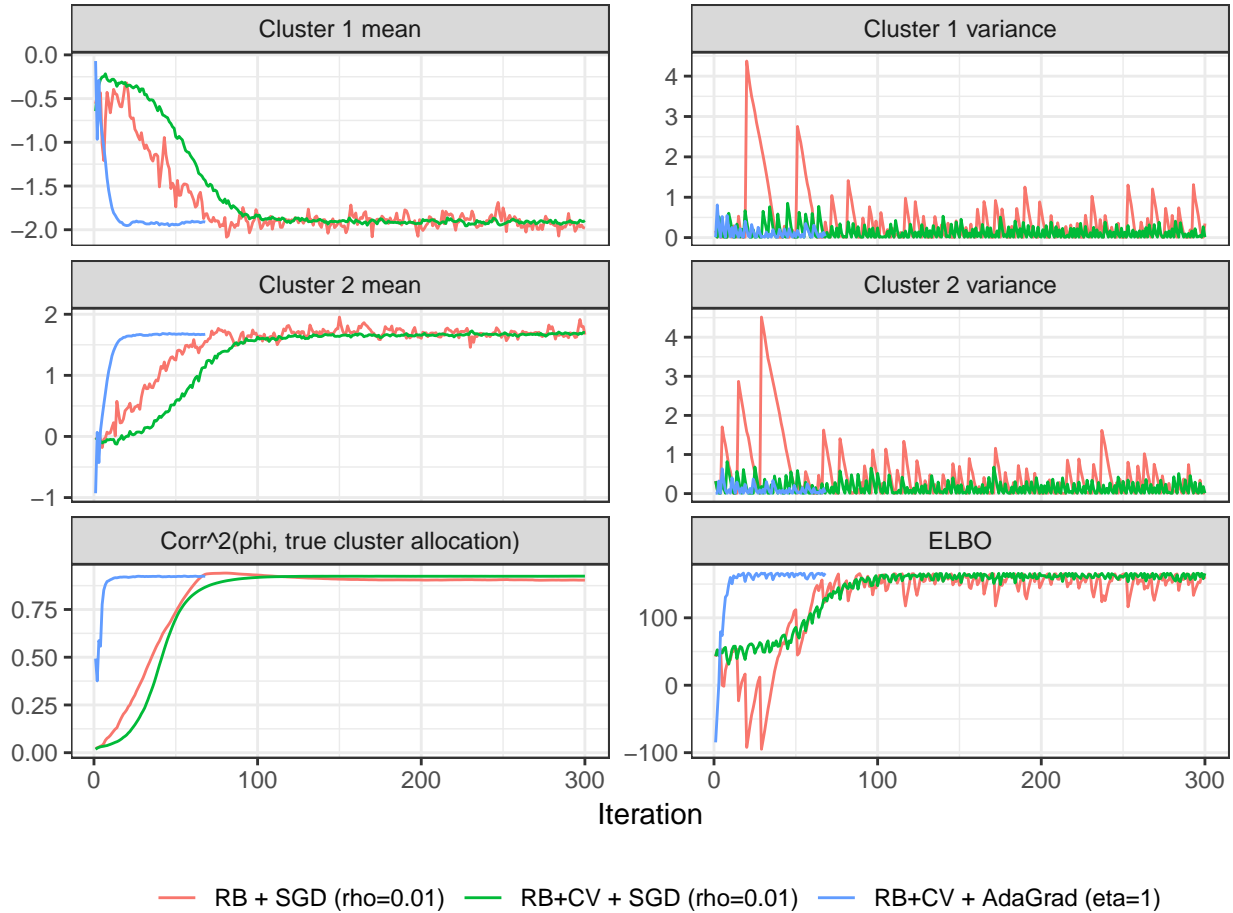 Cluster 1 mean
Cluster 1 variance
0.0
−0.5
−1.0
−1.5
−2.0
4
3
2
1
0
Cluster 2 mean
Cluster 2 variance
2
1
0
−1
4
3
2
1
0
Corr^2(phi, true cluster allocation)
ELBO
0.75
0.50
0.25
0.00
100
0
−100
0 100 200 300
0 100 200 300
Iteration
RB + SGD (rho=0.01) RB+CV + SGD (rho=0.01) RB+CV + AdaGrad (eta=1)